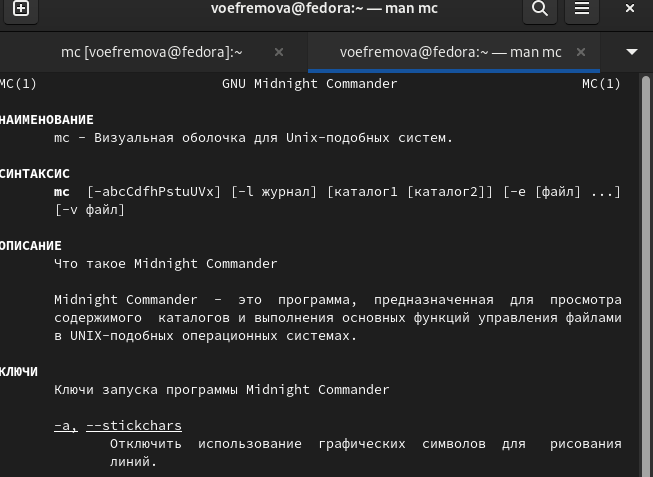 voefremova@fedora:~ — man mc
mc [voefremova@fedora]:~
voefremova@fedora:~ — man mc
MC(1) GNU Midnight Commander MC(1)
НАИМЕНОВАНИЕ
mc - Визуальная оболочка для Unix-подобных систем.
СИНТАКСИС
mc [-abcCdfhPstuUVx] [-l журнал] [каталог1 [каталог2]] [-e [файл] ...]
[-v файл]
ОПИСАНИЕ
Что такое Midnight Commander
Midnight Commander - это программа, предназначенная для просмотра
содержимого каталогов и выполнения основных функций управления файлами
в UNIX-подобных операционных системах.
КЛЮЧИ
Ключи запуска программы Midnight Commander
-a, --stickchars
Отключить использование графических символов для рисования
линий.